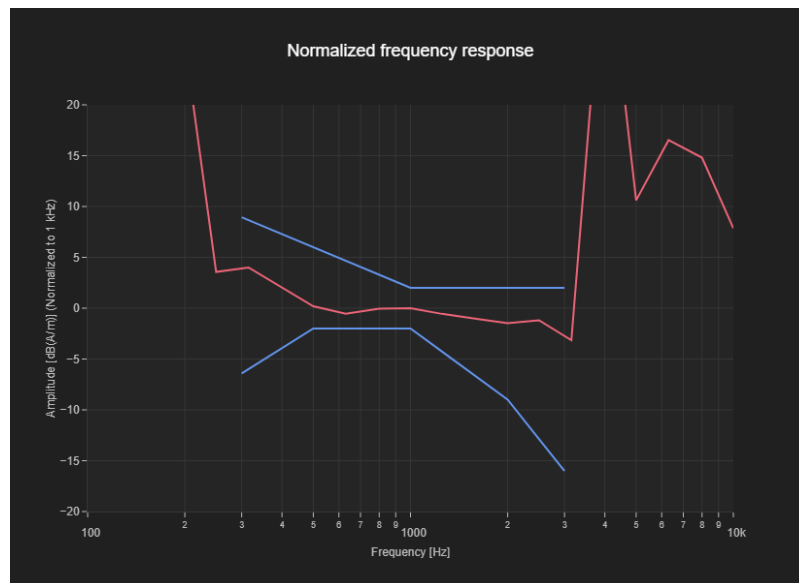 Normalized frequency response
Amplitude [dB(A/m)] (Normalized to 1 kHz)
20
15
10
5
0
−5
−10
−15
−20
100 2 3 4 5 6 7 8 9 1000 2 3 4 5 6 7 8 9 10k
Frequency [Hz]